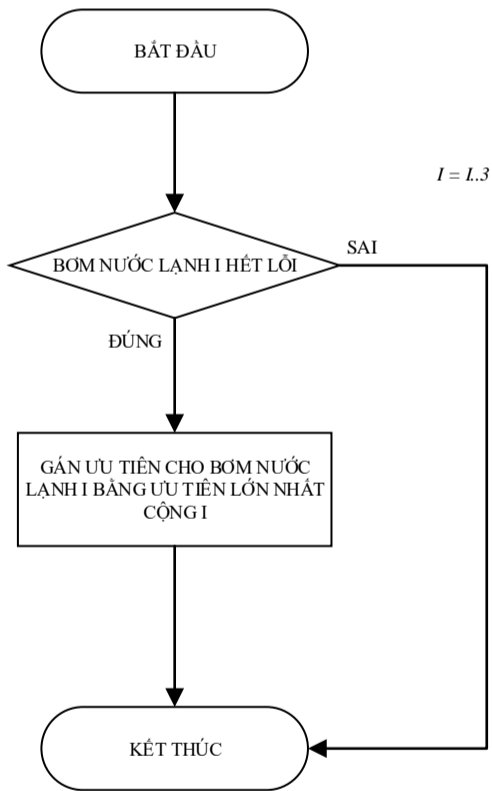 BẮT ĐẦU
I = I..3
BƠM NƯỚC LẠNH I HẾT LỖI
SAI
ĐÚNG
GÁN ƯU TIÊN CHO BƠM NƯỚC
LẠNH I BẰNG ƯU TIÊN LỚN NHẤT
CỘNG I
KẾT THÚC